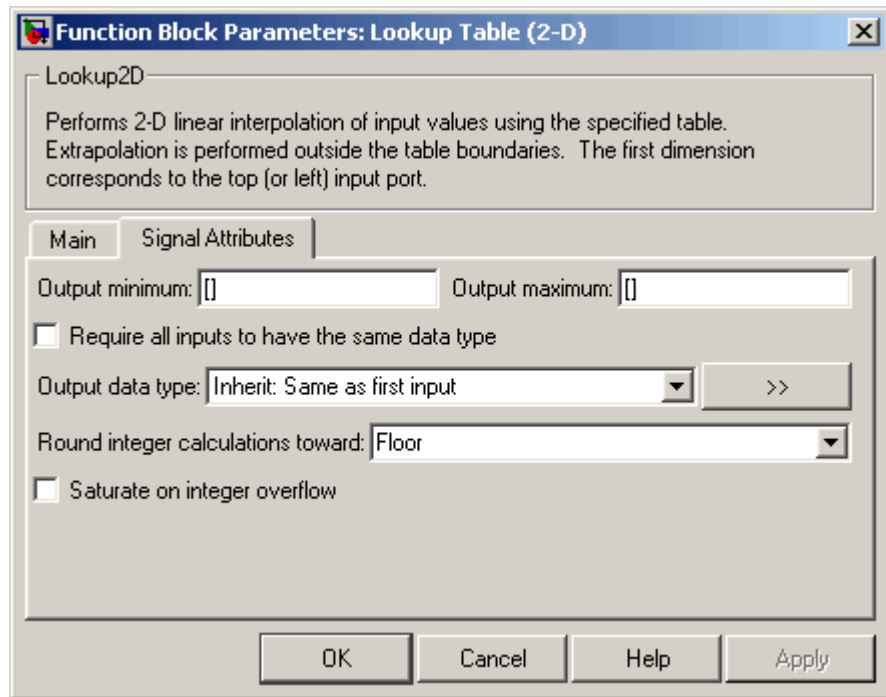 Function Block Parameters: Lookup Table (2-D)
Lookup2D
Performs 2-D linear interpolation of input values using the specified table.
Extrapolation is performed outside the table boundaries.  The first dimension
corresponds to the top (or left) input port.
Main Signal Attributes
Output minimum: [] Output maximum: []
Require all inputs to have the same data type
Output data type: Inherit: Same as first input >>
Round integer calculations toward: Floor
Saturate on integer overflow
OK Cancel Help Apply